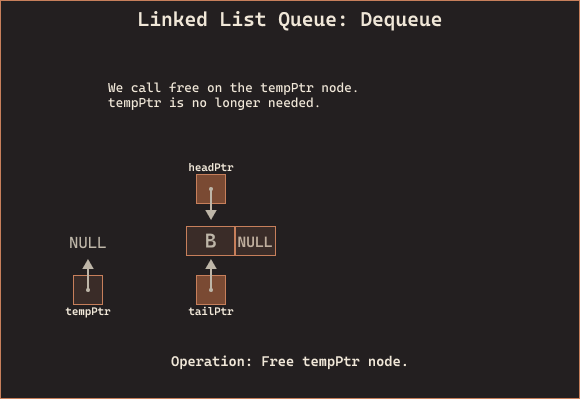 Linked List Queue: Dequeue
We call free on the tempPtr node.
tempPtr is no longer needed.
headPtr
NULL
B NULL
tempPtr
tailPtr
Operation: Free tempPtr node.